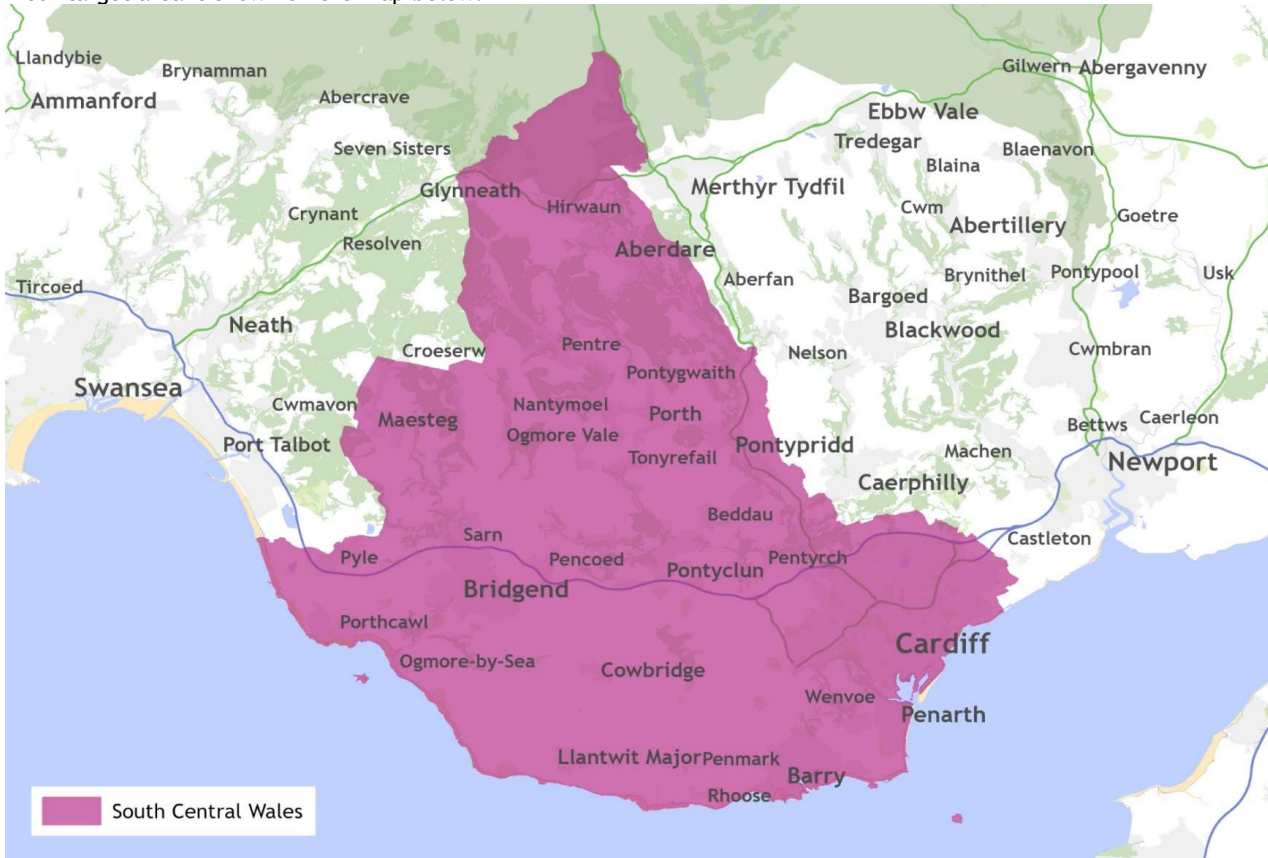 Llandybie
Brynamman
Ammanford
Abercrave
Gilwern
Abergavenny
Ebbw Vale
Tredegar
Seven Sisters
Blaenavon
Blaina
Glynneath
Merthyr Tydfil
Hirwaun
Cwm
Crynant
Abertillery
Goetre
Resolven
Aberdare
Aberfan
Brynithel
Pontypool
Usk
Tircoed
Bargoed
Neath
Blackwood
Pentre
Croeserw
Nelson
Cwmbran
Pontygwaith
Swansea
Cwmavon
Nantymoel
Porth
Maesteg
Ogmore Vale
Bettws
Caerleon
Port Talbot
Pontypridd
Machen
Tonyrefail
Newport
Caerphilly
Beddau
Sarn
Castleton
Pyle
Pencoed
Pentyrch
Pontyclun
Bridgend
Porthcawl
Cardiff
Ogmore-by-Sea
Cowbridge
Wenvoe
Penarth
Llantwit Major
Penmark
Barry
Rhoose
South Central Wales